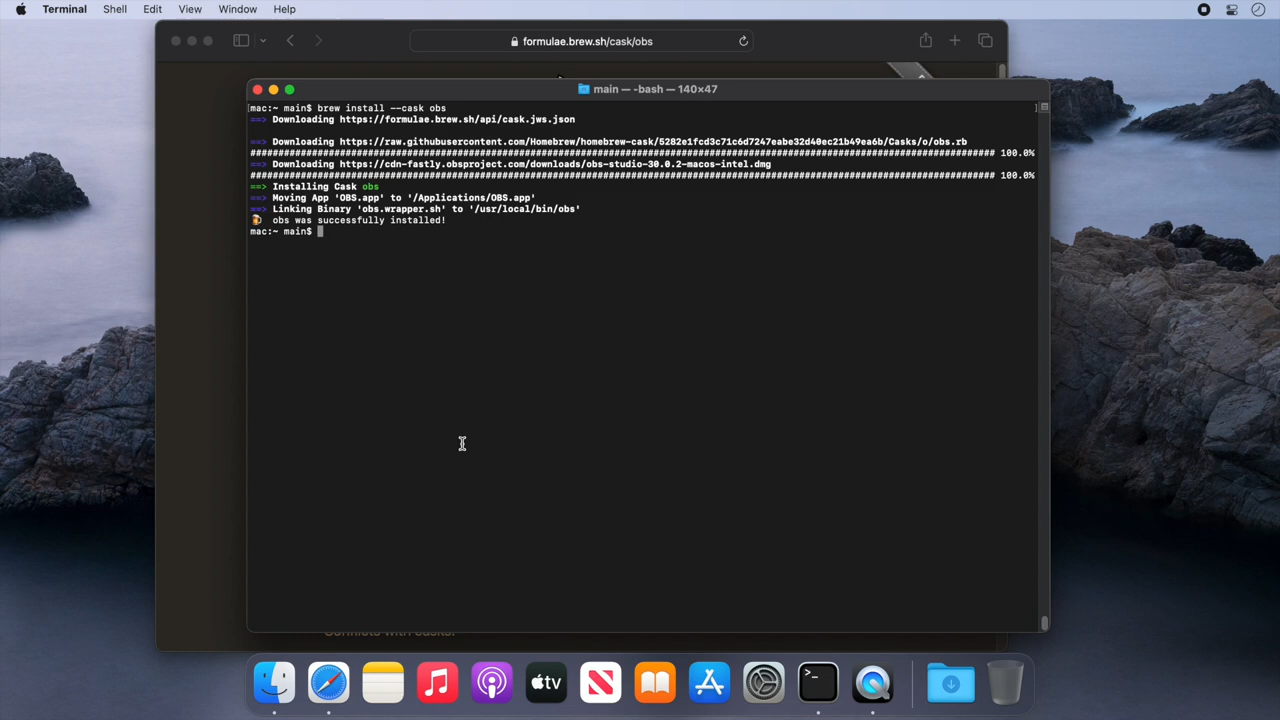 Terminal Shell Edit View Window Help
formulae.brew.sh/cask/obs
main — -bash — 140×47
[mac:~ main$ brew install --cask obs ]
==> Downloading https://formulae.brew.sh/api/cask.jws.json
==> Downloading https://raw.githubusercontent.com/Homebrew/homebrew-cask/5282e1fcd3c71c6d7247eabe32d40ec21b49ea6b/Casks/o/obs.rb
######################################################################################################################################## 100.0%
==> Downloading https://cdn-fastly.obsproject.com/downloads/obs-studio-30.0.2-macos-intel.dmg
######################################################################################################################################## 100.0%
==> Installing Cask obs
==> Moving App 'OBS.app' to '/Applications/OBS.app'
==> Linking Binary 'obs.wrapper.sh' to '/usr/local/bin/obs'
🍺 obs was successfully installed!
mac:~ main$
Conflicts with casks:
tv
>_